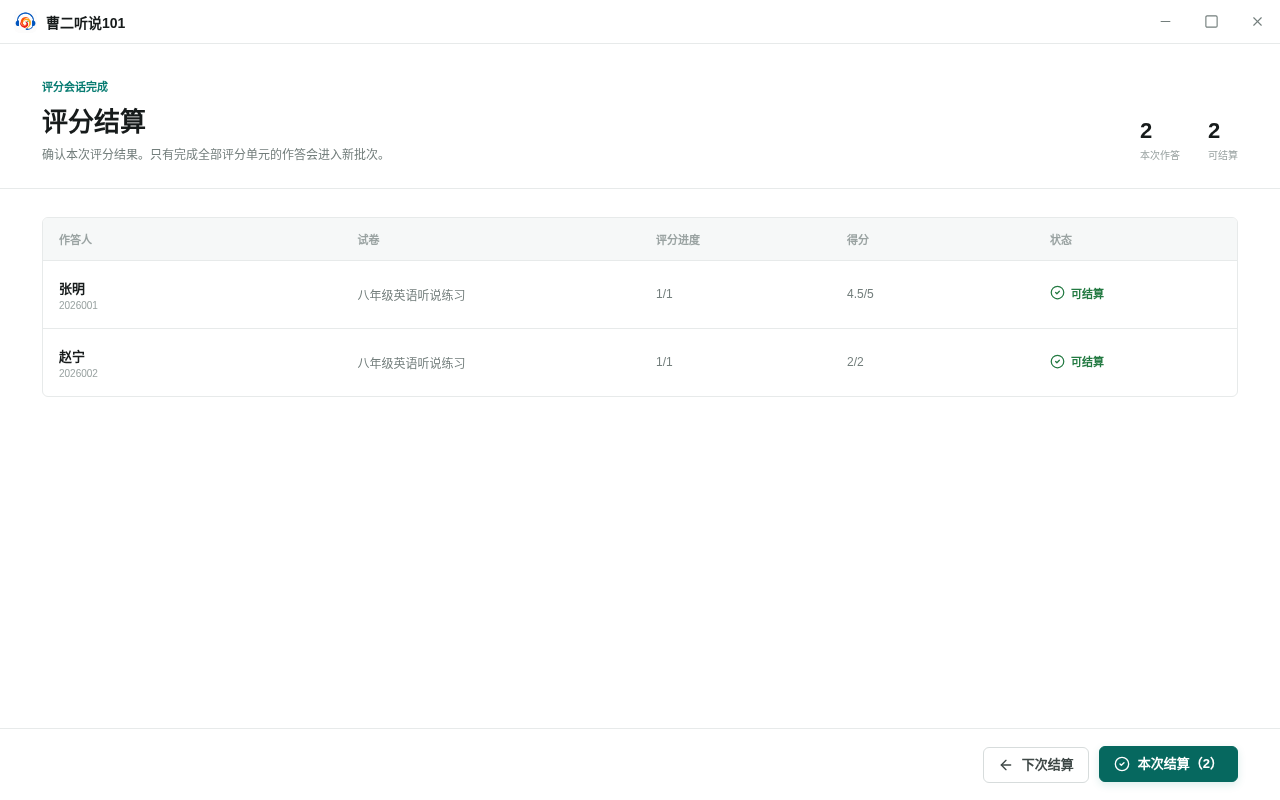 曹二听说101
评分会话完成
评分结算
确认本次评分结果。只有完成全部评分单元的作答会进入新批次。
2 2
本次作答 可结算
作答人 试卷 评分进度 得分 状态
张明 八年级英语听说练习 1/1 4.5/5 可结算
2026001
赵宁 八年级英语听说练习 1/1 2/2 可结算
2026002
下次结算 本次结算（2）